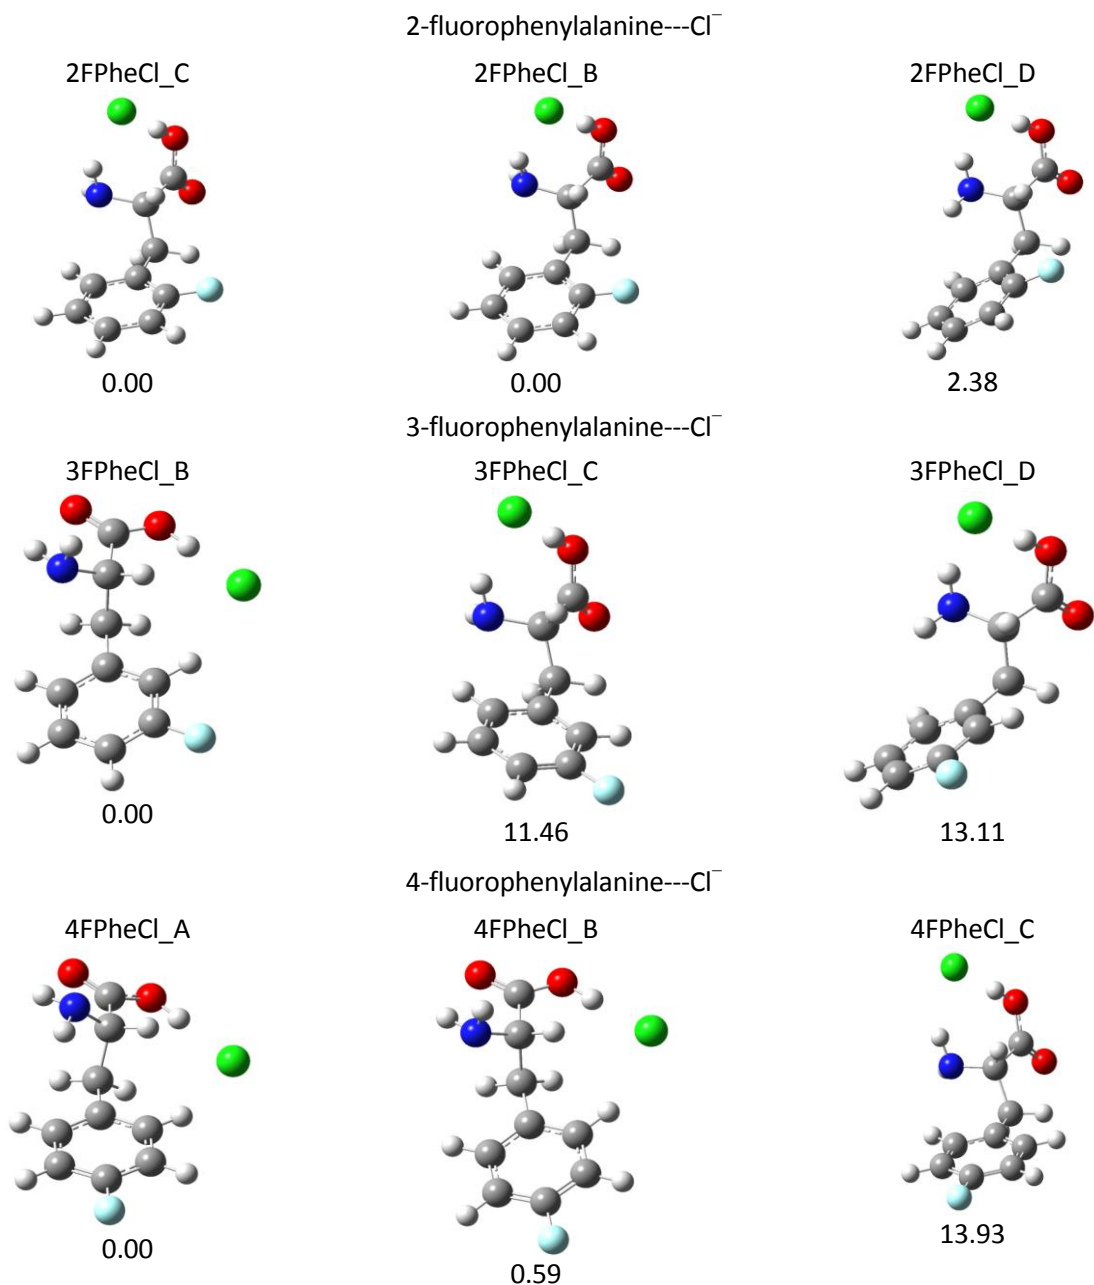 2-fluorophenylalanine---Cl⁻
2FPheCl_C 2FPheCl_B 2FPheCl_D
0.00 0.00 2.38
3-fluorophenylalanine---Cl⁻
3FPheCl_B 3FPheCl_C 3FPheCl_D
0.00 11.46 13.11
4-fluorophenylalanine---Cl⁻
4FPheCl_A 4FPheCl_B 4FPheCl_C
0.00 0.59 13.93